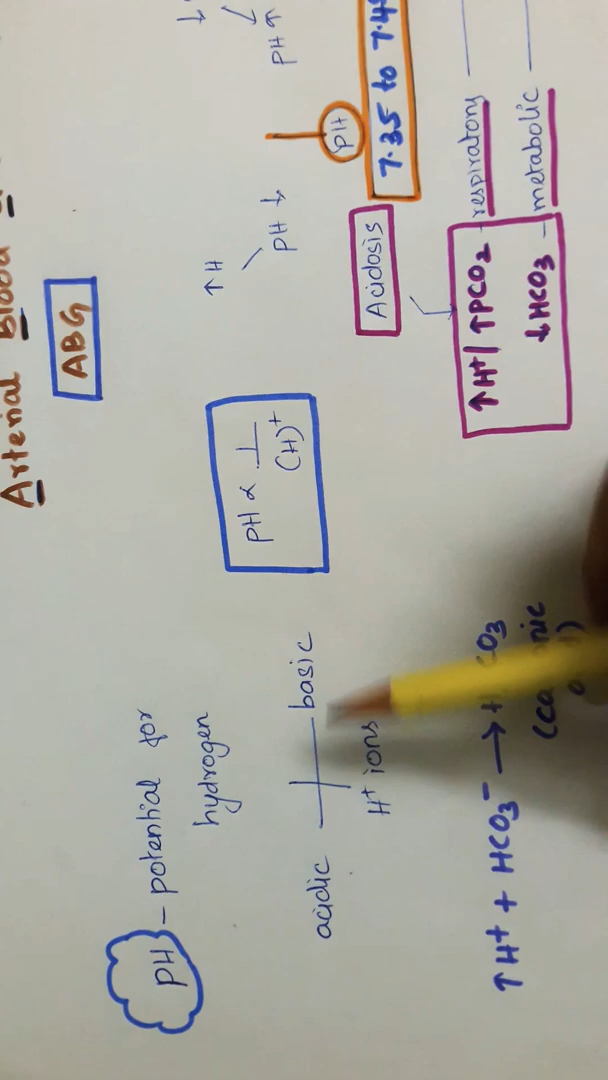 Arterial Blood
ABG
PH - potential for
hydrogen
acidic basic
H+ ions
PH ∝ 1/(H)+
↑H
PH ↓
PH
7.35 to 7.4
↓
PH ↑
Acidosis
↑H+/↑PCO2 - respiratory
↓HCO3 - metabolic
↑H+ + HCO3- →